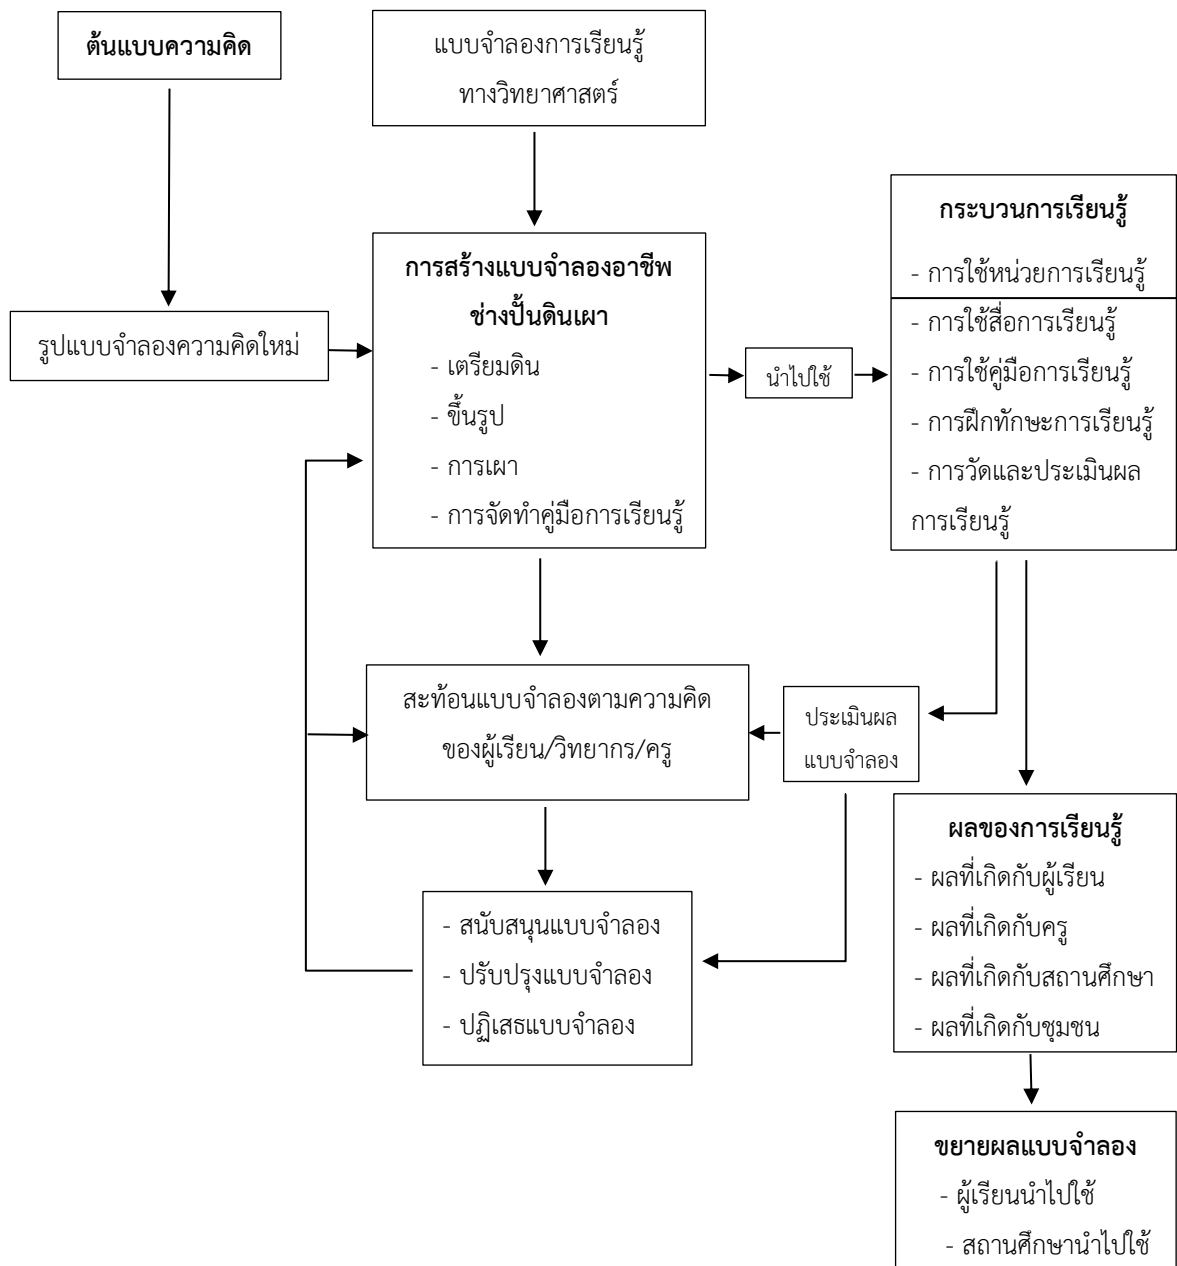 ต้นแบบความคิด
แบบจำลองการเรียนรู้
ทางวิทยาศาสตร์
รูปแบบจำลองความคิดใหม่
การสร้างแบบจำลองอาชีพ
ช่างปั้นดินเผา
- เตรียมดิน
- ขึ้นรูป
- การเผา
- การจัดทำคู่มือการเรียนรู้
นำไปใช้
กระบวนการเรียนรู้
- การใช้หน่วยการเรียนรู้
- การใช้สื่อการเรียนรู้
- การใช้คู่มือการเรียนรู้
- การฝึกทักษะการเรียนรู้
- การวัดและประเมินผล
การเรียนรู้
สะท้อนแบบจำลองตามความคิด
ของผู้เรียน/วิทยากร/ครู
ประเมินผล
แบบจำลอง
- สนับสนุนแบบจำลอง
- ปรับปรุงแบบจำลอง
- ปฏิเสธแบบจำลอง
ผลของการเรียนรู้
- ผลที่เกิดกับผู้เรียน
- ผลที่เกิดกับครู
- ผลที่เกิดกับสถานศึกษา
- ผลที่เกิดกับชุมชน
ขยายผลแบบจำลอง
- ผู้เรียนนำไปใช้
- สถานศึกษานำไปใช้